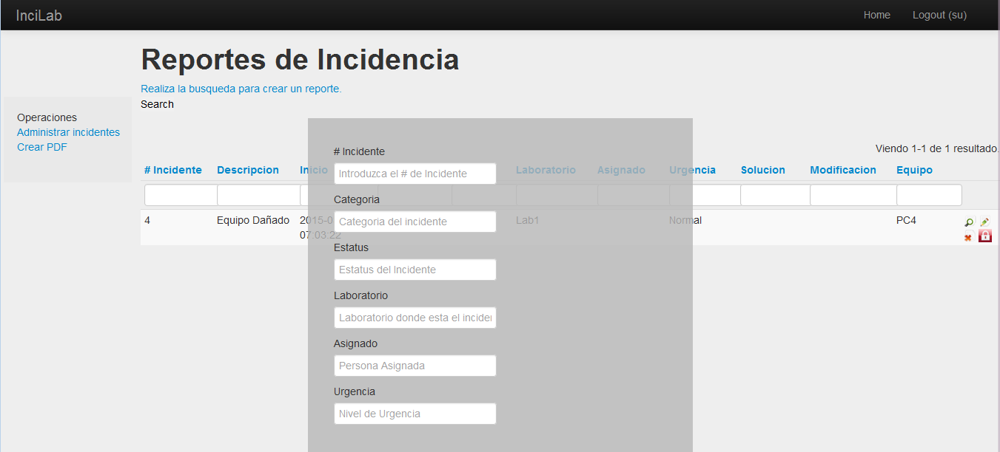 InciLab Home Logout (su)
Reportes de Incidencia
Realiza la busqueda para crear un reporte.
Search
Operaciones
Administrar incidentes
Crear PDF
Viendo 1-1 de 1 resultado.
# Incidente Descripcion Inicio Laboratorio Asignado Urgencia Solucion Modificacion Equipo
4 Equipo Dañado 2015-0 Lab1 Normal PC4
07:03:22
# Incidente
Introduzca el # de Incidente
Categoria
Categoria del incidente
Estatus
Estatus del Incidente
Laboratorio
Laboratorio donde esta el inciden
Asignado
Persona Asignada
Urgencia
Nivel de Urgencia